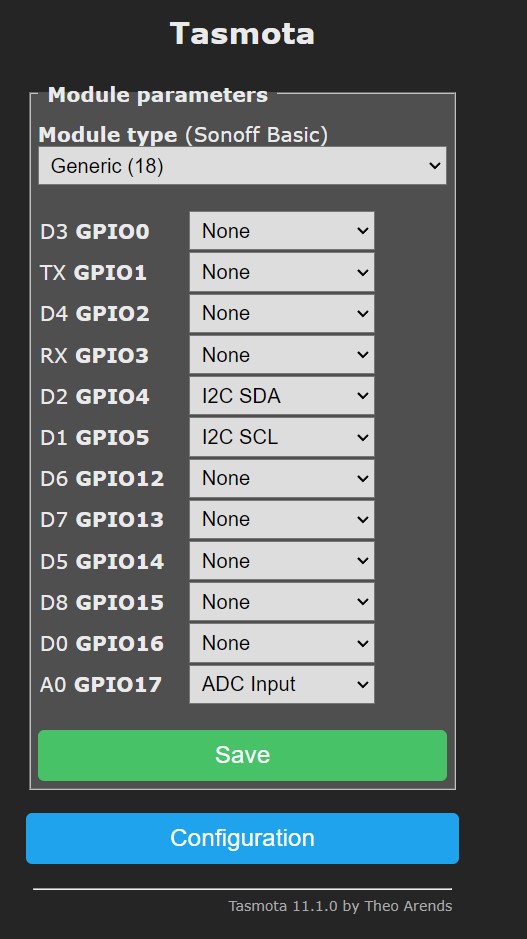 Tasmota
Module parameters
Module type (Sonoff Basic)
Generic (18)
D3 GPIO0 None
TX GPIO1 None
D4 GPIO2 None
RX GPIO3 None
D2 GPIO4 I2C SDA
D1 GPIO5 I2C SCL
D6 GPIO12 None
D7 GPIO13 None
D5 GPIO14 None
D8 GPIO15 None
D0 GPIO16 None
A0 GPIO17 ADC Input
Save
Configuration
Tasmota 11.1.0 by Theo Arends